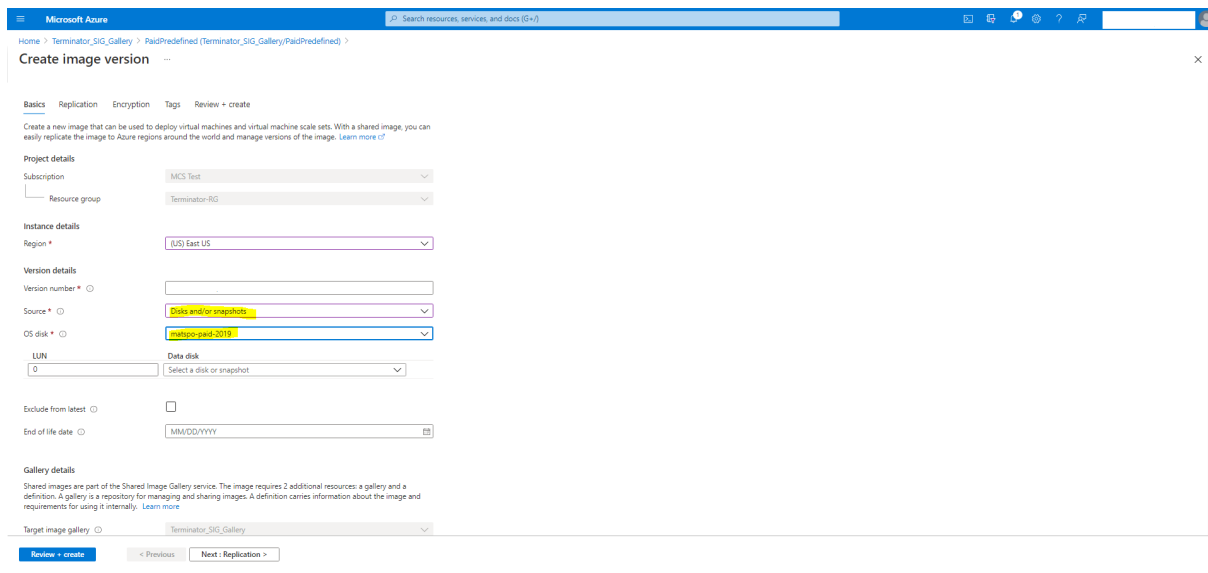 Microsoft Azure
Search resources, services, and docs (G+/)
1
Home > Terminator_SIG_Gallery > PaidPredefined (Terminator_SIG_Gallery/PaidPredefined) >
Create image version ...
Basics Replication Encryption Tags Review + create
Create a new image that can be used to deploy virtual machines and virtual machine scale sets. With a shared image, you can
easily replicate the image to Azure regions around the world and manage versions of the image. Learn more
Project details
Subscription MCS Test
Resource group Terminator-RG
Instance details
Region * (US) East US
Version details
Version number *
Source * Disks and/or snapshots
OS disk * matspo-paid-2019
LUN Data disk
0 Select a disk or snapshot
Exclude from latest
End of life date MM/DD/YYYY
Gallery details
Shared images are part of the Shared Image Gallery service. The image requires 2 additional resources: a gallery and a
definition. A gallery is a repository for managing and sharing images. A definition carries information about the image and
requirements for using it internally. Learn more
Target image gallery Terminator_SIG_Gallery
Review + create < Previous Next : Replication >